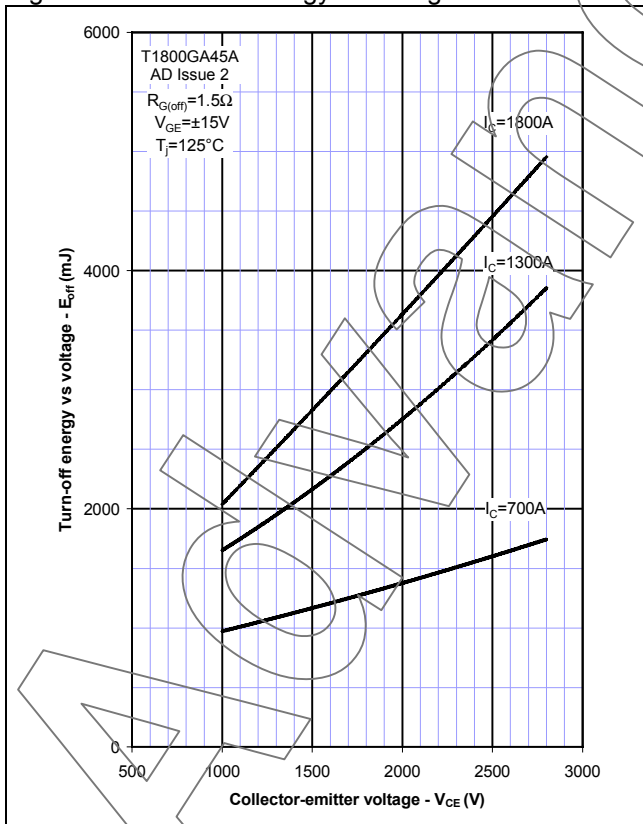 T1800GA45A
AD Issue 2
R_G(off)=1.5Ω
V_GE=±15V
T_j=125°C
I_C=1800A
I_C=1300A
I_C=700A
6000
4000
2000
0
Turn-off energy vs voltage - E_off (mJ)
500 1000 1500 2000 2500 3000
Collector-emitter voltage - V_CE (V)